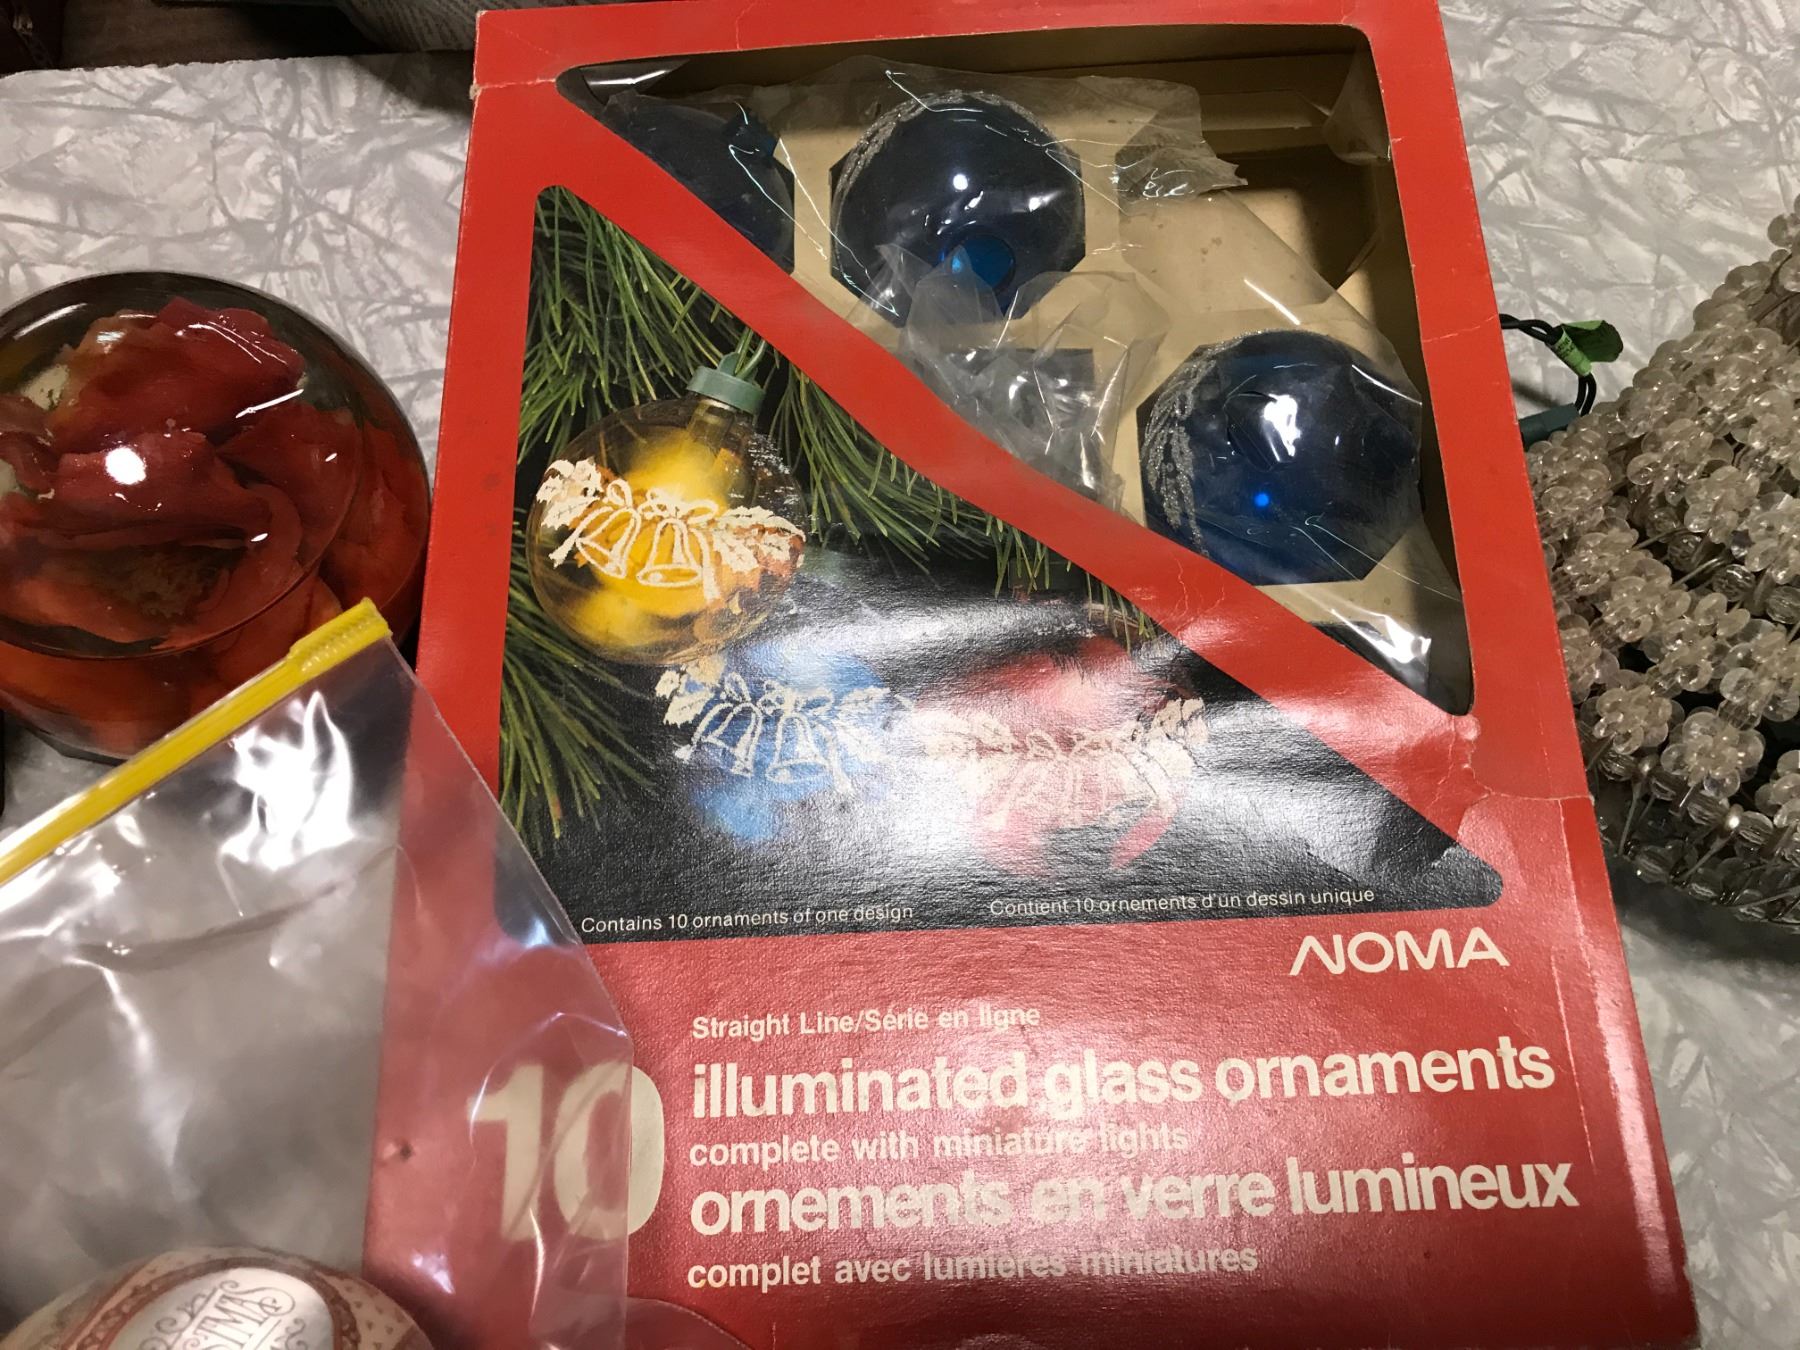 Contains 10 ornaments of one design
Contient 10 ornements d'un dessin unique
NOMA
Straight Line/Série en ligne
10
illuminated glass ornaments
complete with miniature lights
ornements en verre lumineux
complet avec lumières miniatures